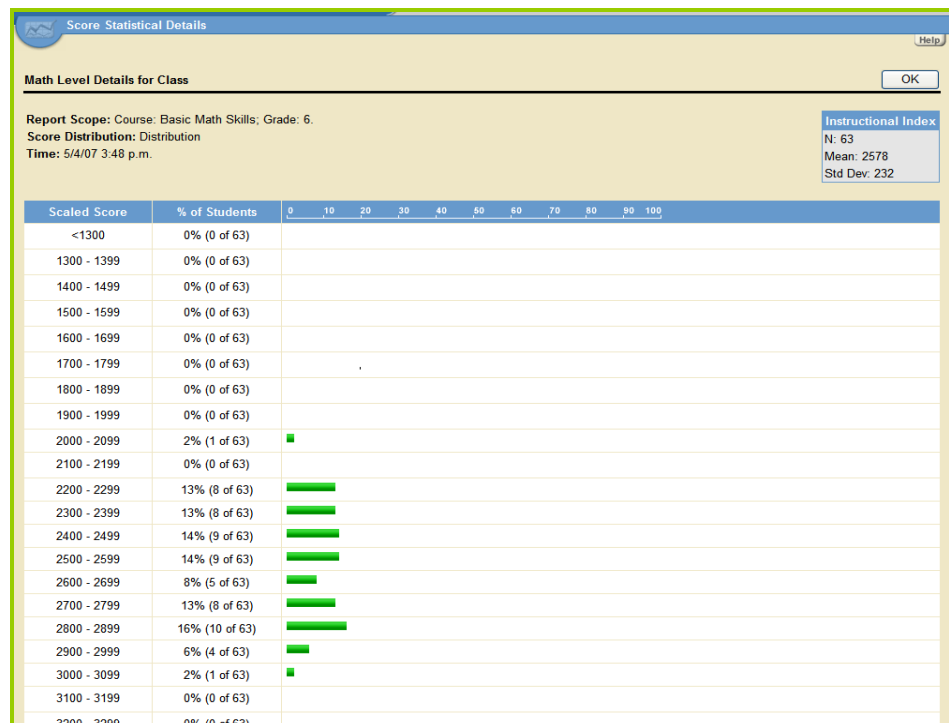 Score Statistical Details
Help
Math Level Details for Class
OK
Report Scope: Course: Basic Math Skills; Grade: 6.
Score Distribution: Distribution
Time: 5/4/07 3:48 p.m.
Instructional Index
N: 63
Mean: 2578
Std Dev: 232
Scaled Score % of Students 0 10 20 30 40 50 60 70 80 90 100
<1300 0% (0 of 63)
1300 - 1399 0% (0 of 63)
1400 - 1499 0% (0 of 63)
1500 - 1599 0% (0 of 63)
1600 - 1699 0% (0 of 63)
1700 - 1799 0% (0 of 63)
1800 - 1899 0% (0 of 63)
1900 - 1999 0% (0 of 63)
2000 - 2099 2% (1 of 63)
2100 - 2199 0% (0 of 63)
2200 - 2299 13% (8 of 63)
2300 - 2399 13% (8 of 63)
2400 - 2499 14% (9 of 63)
2500 - 2599 14% (9 of 63)
2600 - 2699 8% (5 of 63)
2700 - 2799 13% (8 of 63)
2800 - 2899 16% (10 of 63)
2900 - 2999 6% (4 of 63)
3000 - 3099 2% (1 of 63)
3100 - 3199 0% (0 of 63)
3200 - 3299 0% (0 of 63)